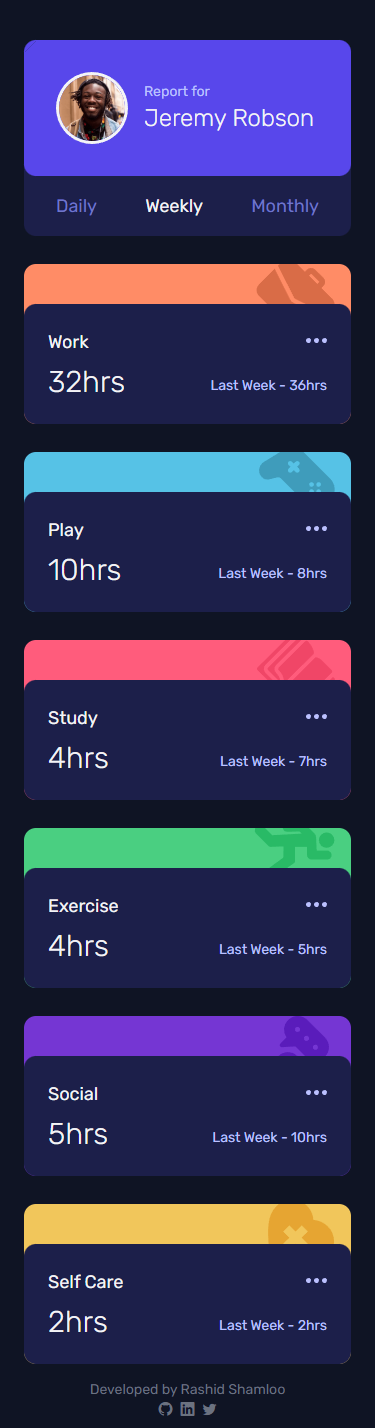 Report for
Jeremy Robson
Daily Weekly Monthly
Work
32hrs Last Week - 36hrs
Play
10hrs Last Week - 8hrs
Study
4hrs Last Week - 7hrs
Exercise
4hrs Last Week - 5hrs
Social
5hrs Last Week - 10hrs
Self Care
2hrs Last Week - 2hrs
Developed by Rashid Shamloo